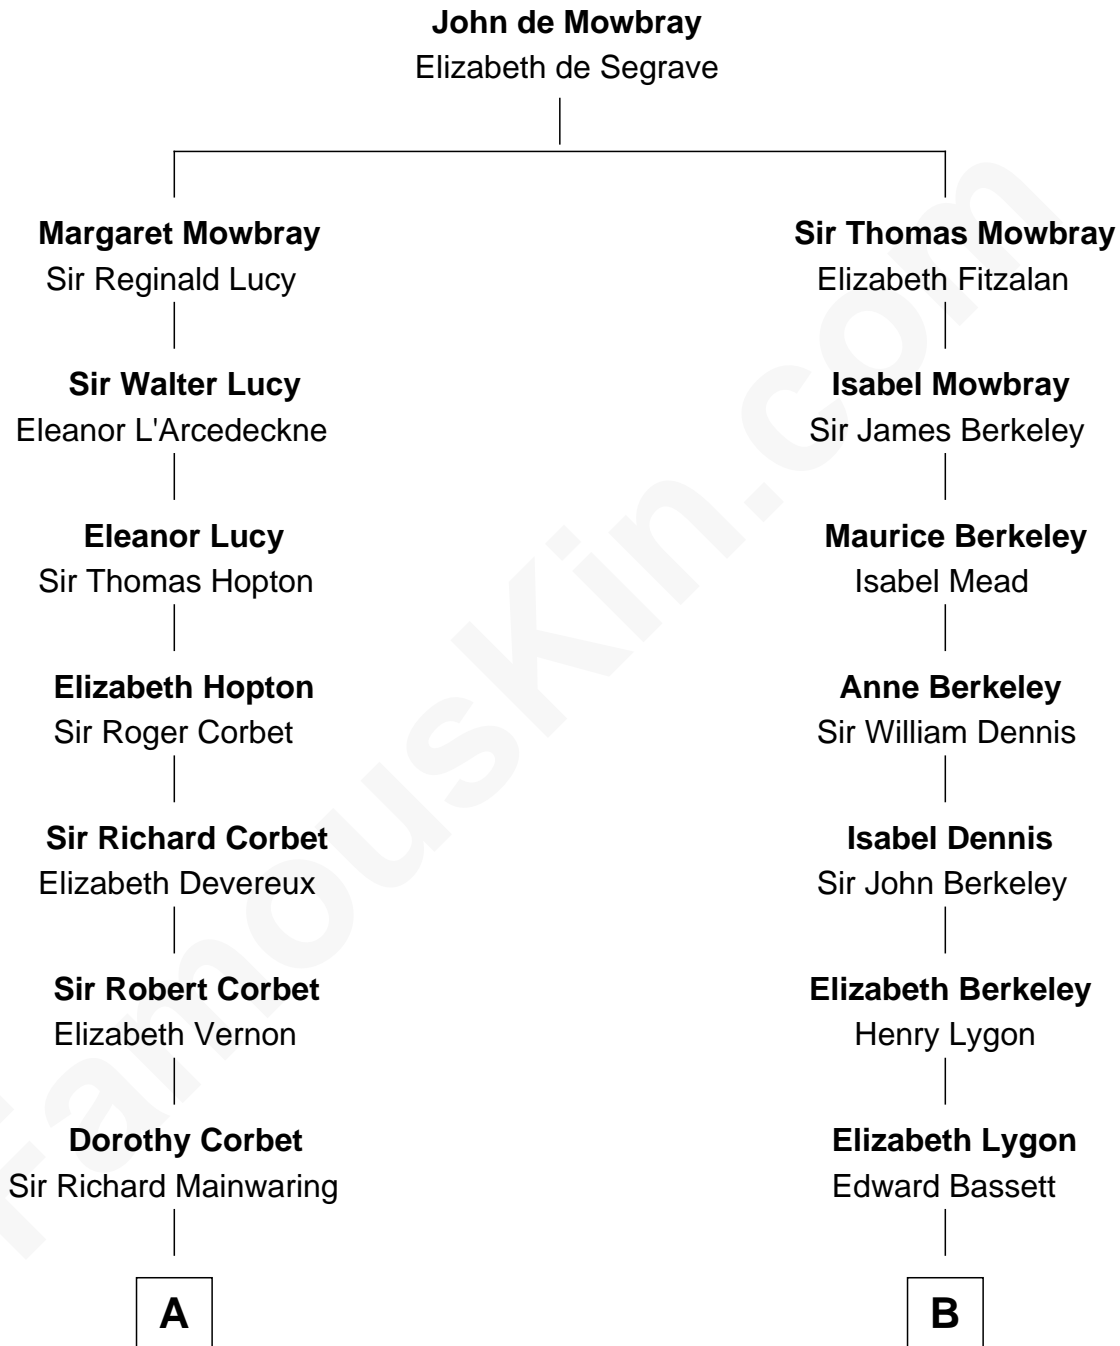 John de Mowbray
Elizabeth de Segrave
Margaret Mowbray
Sir Reginald Lucy
Sir Thomas Mowbray
Elizabeth Fitzalan
Sir Walter Lucy
Eleanor L'Arcedeckne
Isabel Mowbray
Sir James Berkeley
Eleanor Lucy
Sir Thomas Hopton
Maurice Berkeley
Isabel Mead
Elizabeth Hopton
Sir Roger Corbet
Anne Berkeley
Sir William Dennis
Sir Richard Corbet
Elizabeth Devereux
Isabel Dennis
Sir John Berkeley
Sir Robert Corbet
Elizabeth Vernon
Elizabeth Berkeley
Henry Lygon
Dorothy Corbet
Sir Richard Mainwaring
Elizabeth Lygon
Edward Bassett
A
B
FamousKin.com